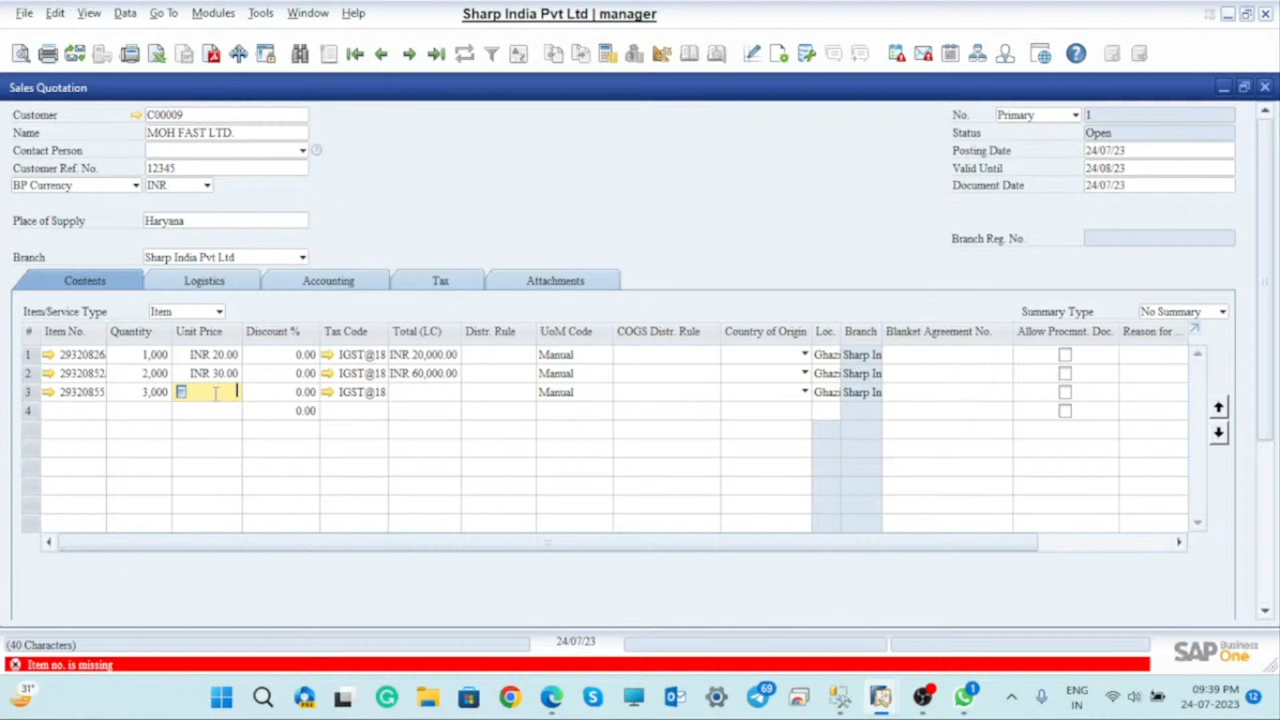 File Edit View Data Go To Modules Tools Window Help Sharp India Pvt Ltd | manager
Sales Quotation
Customer C00009 No. Primary 1
Name MOH FAST LTD. Status Open
Contact Person Posting Date 24/07/23
Customer Ref. No. 12345 Valid Until 24/08/23
BP Currency INR Document Date 24/07/23
Place of Supply Haryana
Branch Reg. No.
Branch Sharp India Pvt Ltd
Contents Logistics Accounting Tax Attachments
Item/Service Type Item Summary Type No Summary
# Item No. Quantity Unit Price Discount % Tax Code Total (LC) Distr. Rule UoM Code COGS Distr. Rule Country of Origin Loc. Branch Blanket Agreement No. Allow Procmnt. Doc. Reason for ...
1 29320826 1,000 INR 20.00 0.00 IGST@18 INR 20,000.00 Manual Ghazi Sharp In
2 29320852 2,000 INR 30.00 0.00 IGST@18 INR 60,000.00 Manual Ghazi Sharp In
3 29320855 3,000 0.00 IGST@18 Manual Ghazi Sharp In
4 0.00
(40 Characters) 24/07/23
SAP Business One
Item no. is missing
31° 69 1 ENG IN 09:39 PM 24-07-2023 12